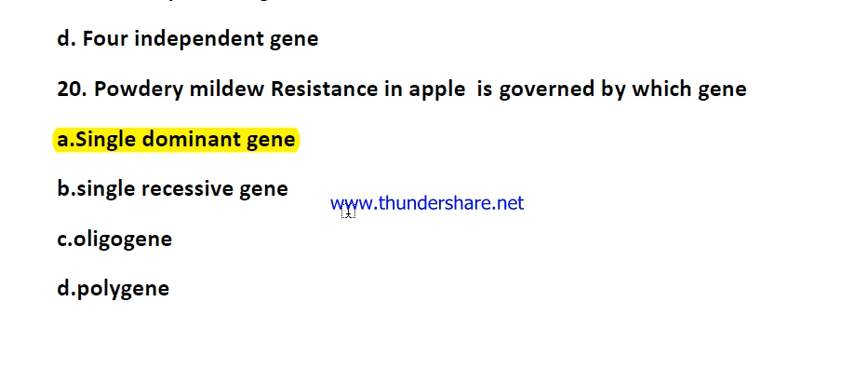 d. Four independent gene
20. Powdery mildew Resistance in apple is governed by which gene
a.Single dominant gene
b.single recessive gene
www.thundershare.net
c.oligogene
d.polygene